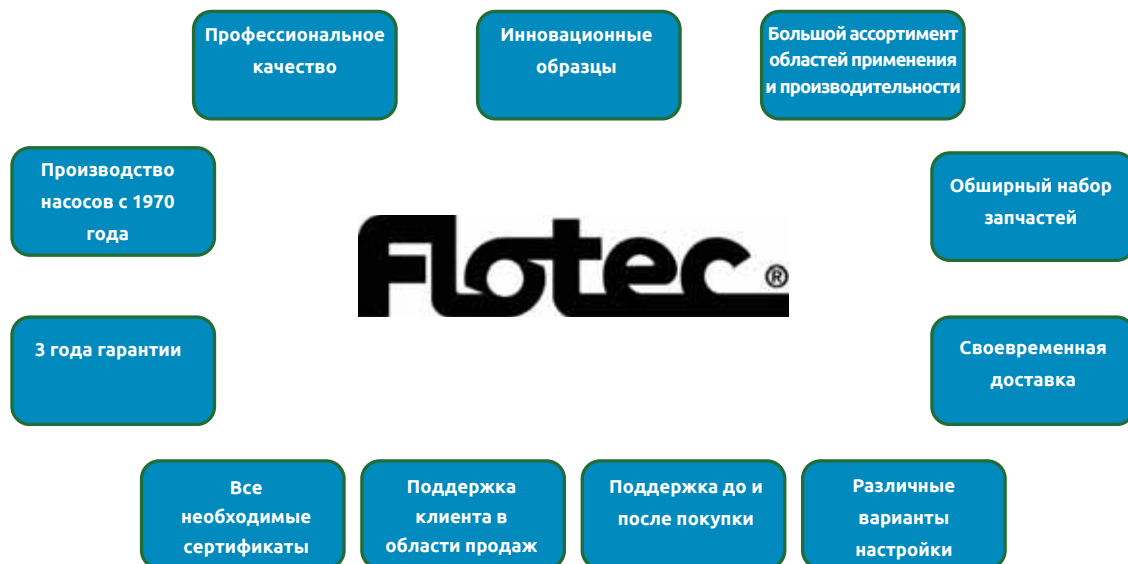 Профессиональное
качество
Инновационные
образцы
Большой ассортимент
областей применения
и производительности
Производство
насосов с 1970
года
Обширный набор
запчастей
Flotec®
3 года гарантии
Своевременная
доставка
Все
необходимые
сертификаты
Поддержка
клиента в
области продаж
Поддержка до и
после покупки
Различные
варианты
настройки